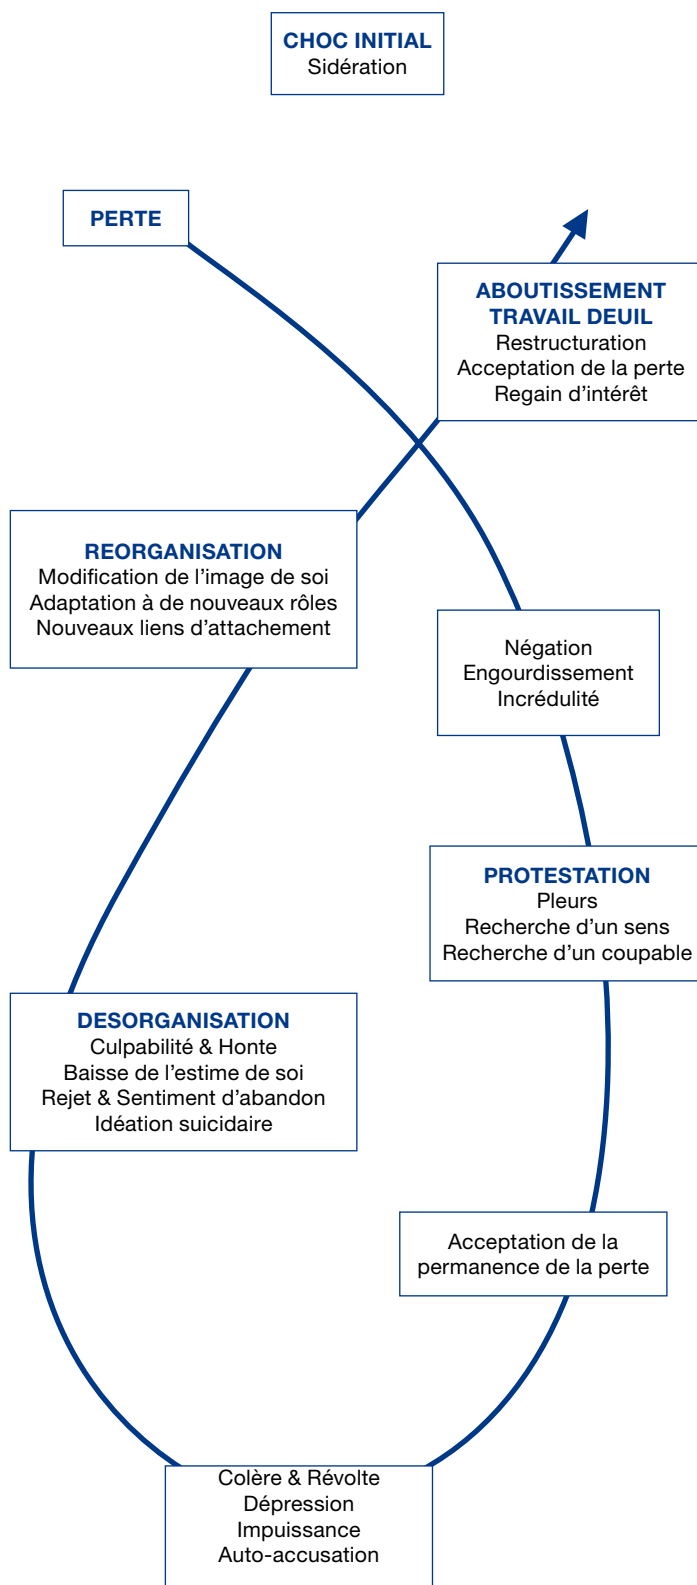 CHOC INITIAL
Sidération
PERTE
ABOUTISSEMENT
TRAVAIL DEUIL
Restructuration
Acceptation de la perte
Regain d’intérêt
REORGANISATION
Modification de l’image de soi
Adaptation à de nouveaux rôles
Nouveaux liens d’attachement
Négation
Engourdissement
Incrédulité
PROTESTATION
Pleurs
Recherche d’un sens
Recherche d’un coupable
DESORGANISATION
Culpabilité & Honte
Baisse de l’estime de soi
Rejet & Sentiment d’abandon
Idéation suicidaire
Acceptation de la
permanence de la perte
Colère & Révolte
Dépression
Impuissance
Auto-accusation